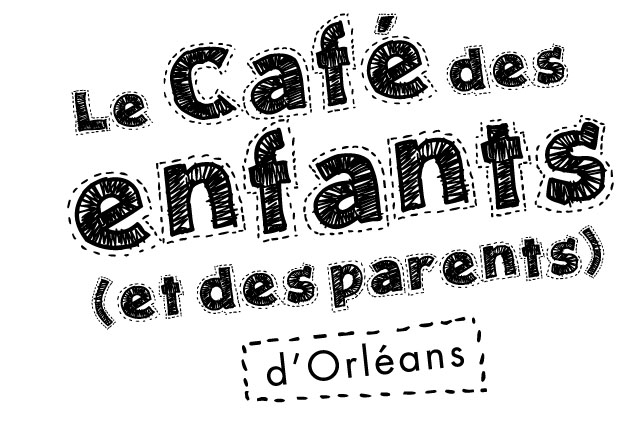 Le Café des
enfants
(et des parents)
d'Orléans